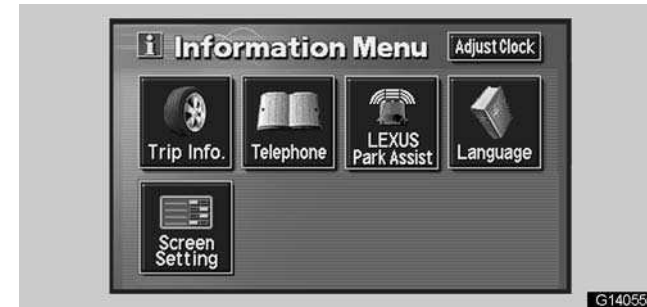 i Information Menu Adjust Clock
Trip Info. Telephone LEXUS Park Assist Language
Screen Setting
G14055